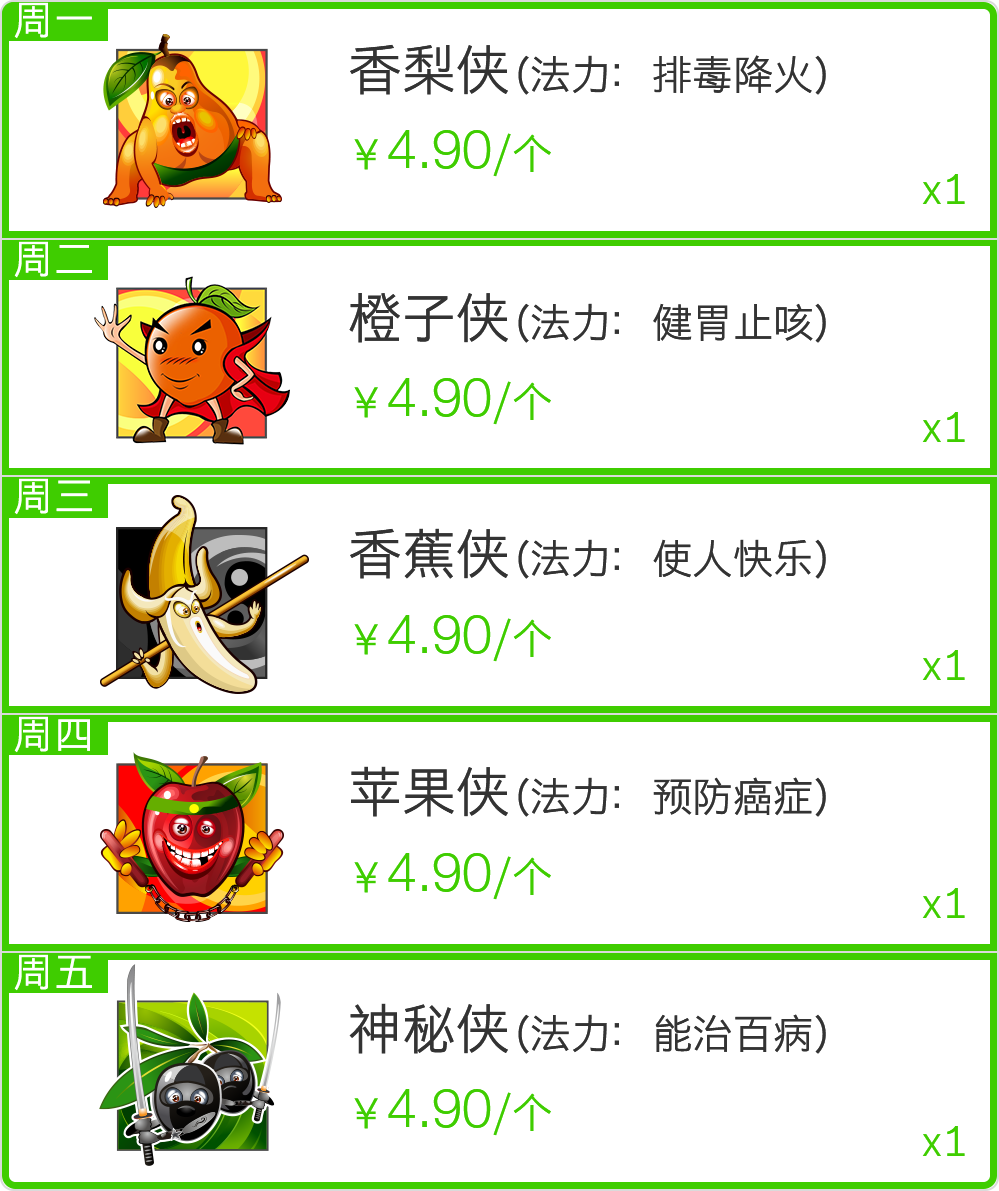 周一
香梨侠(法力：排毒降火)
￥4.90/个
x1
周二
橙子侠(法力：健胃止咳)
￥4.90/个
x1
周三
香蕉侠(法力：使人快乐)
￥4.90/个
x1
周四
苹果侠(法力：预防癌症)
￥4.90/个
x1
周五
神秘侠(法力：能治百病)
￥4.90/个
x1